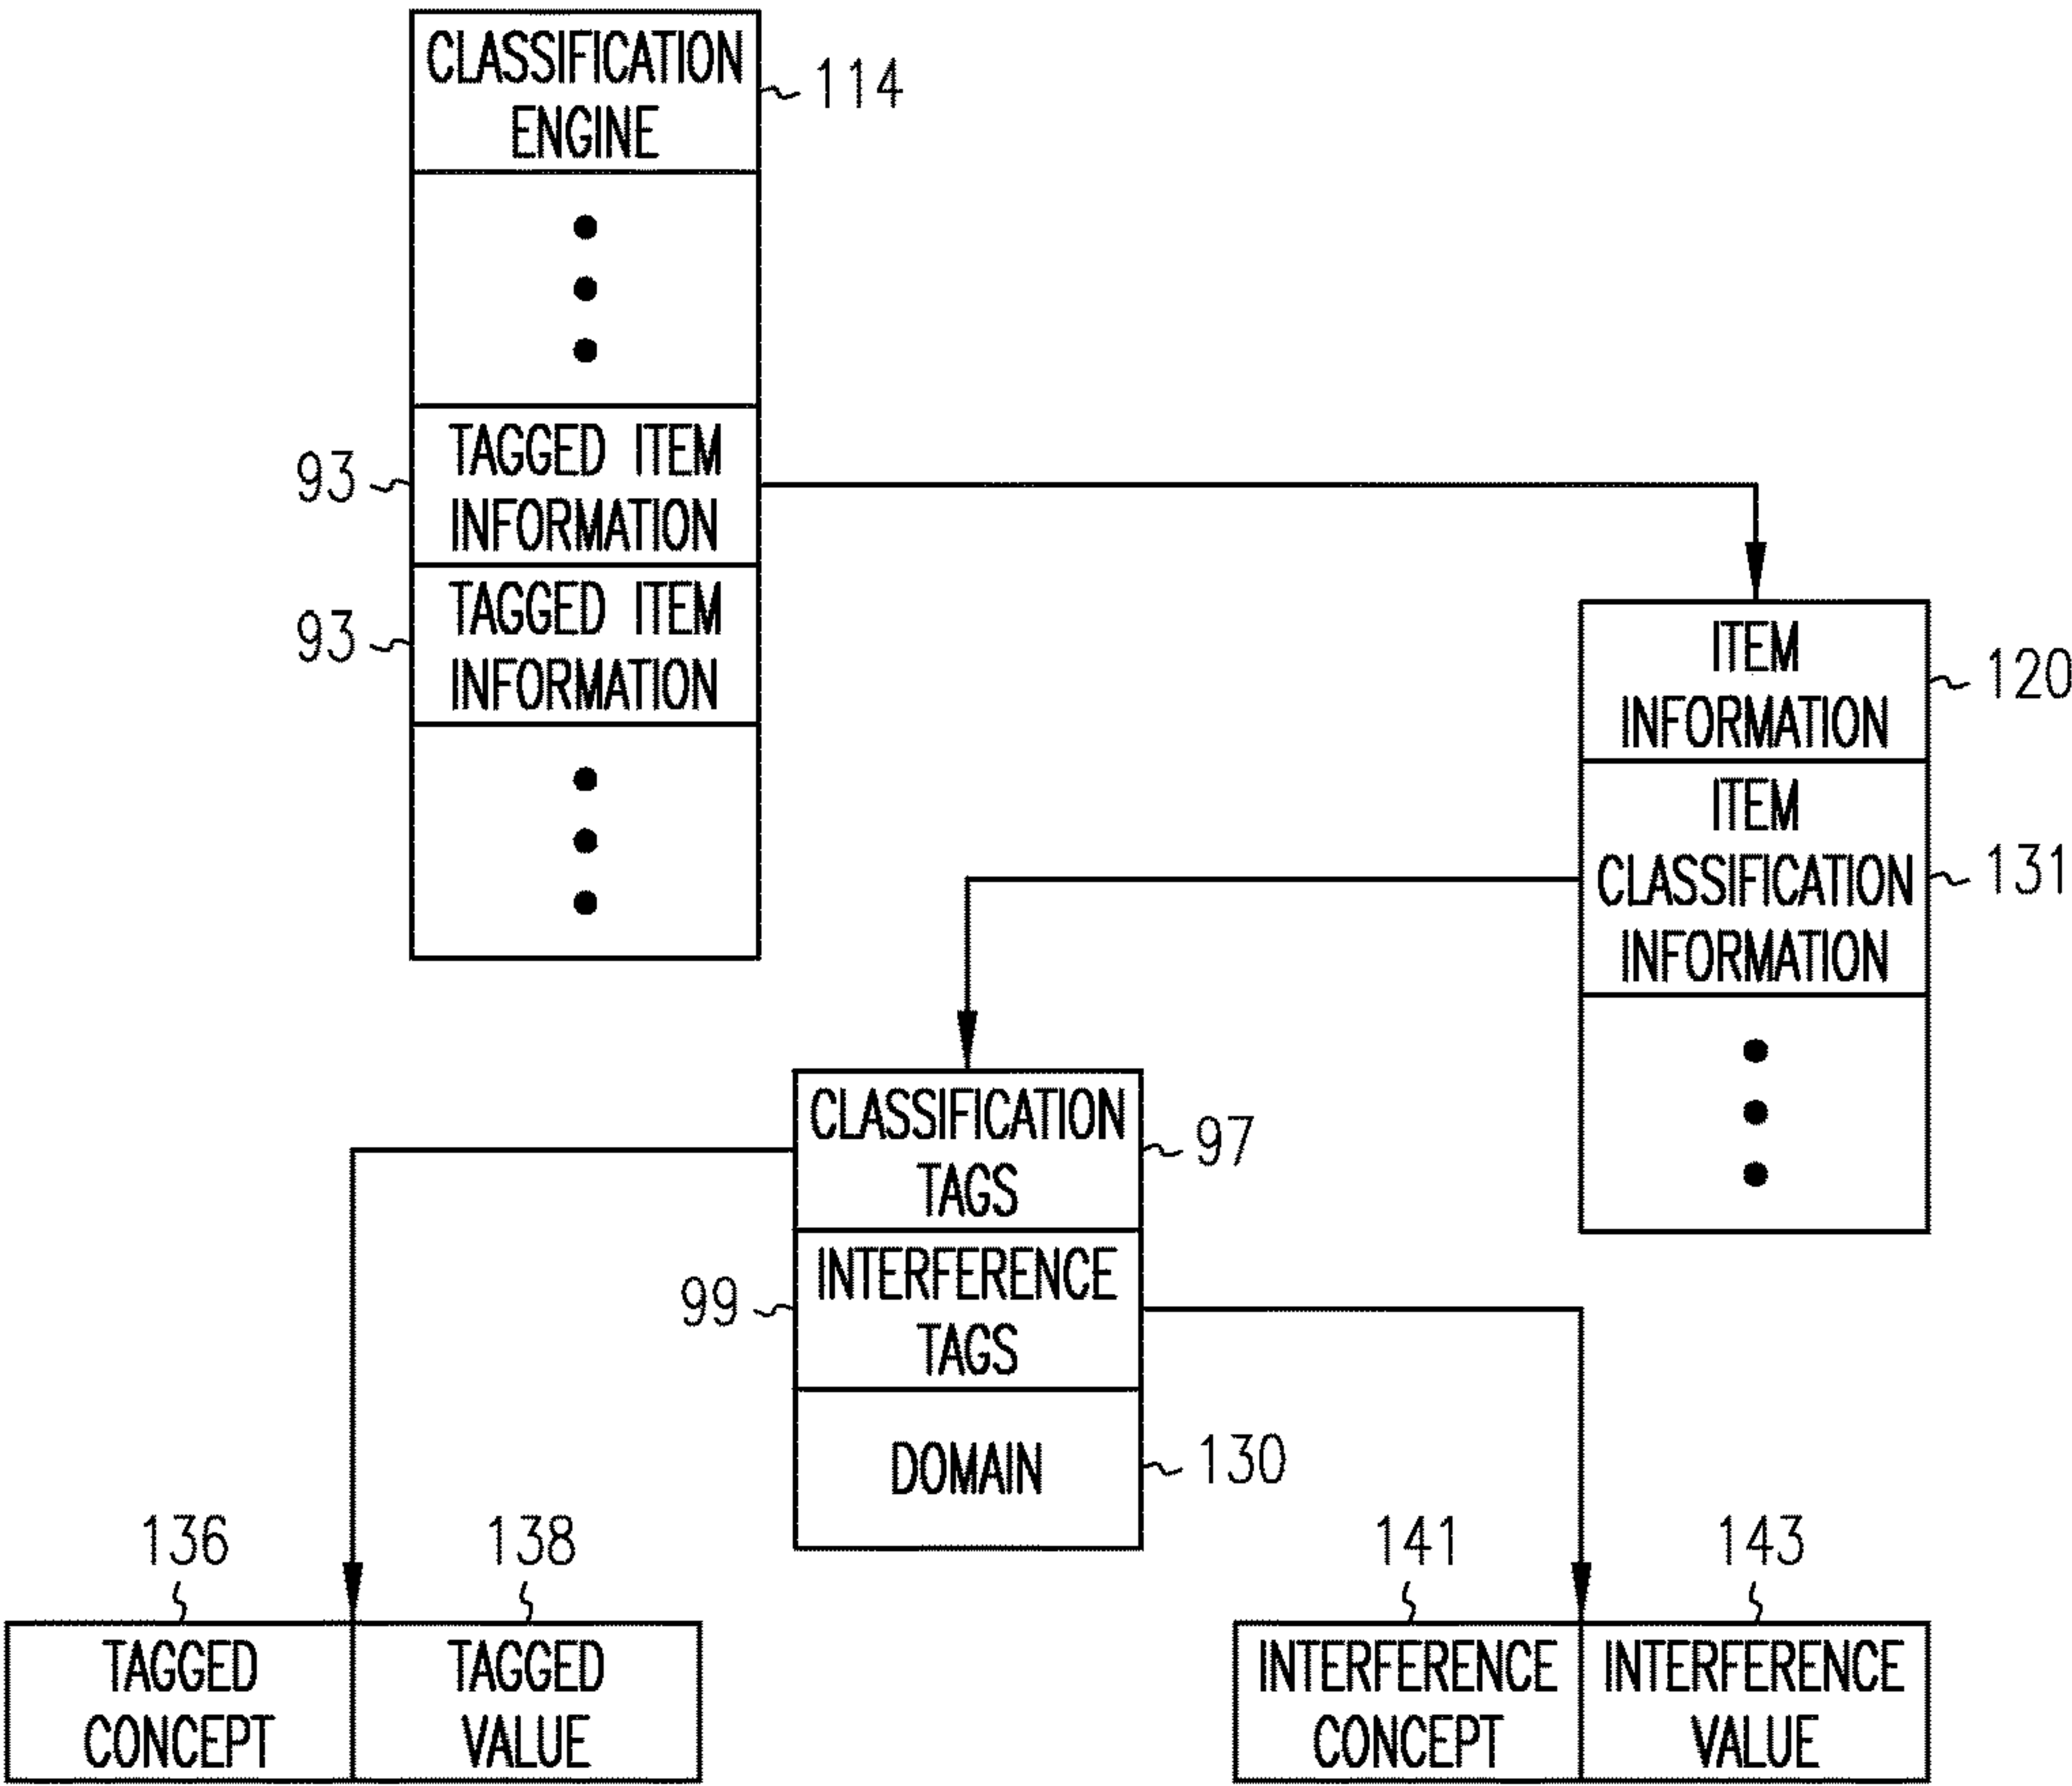 CLASSIFICATION
ENGINE
114
93
TAGGED ITEM
INFORMATION
93
TAGGED ITEM
INFORMATION
ITEM
INFORMATION
120
ITEM
CLASSIFICATION
INFORMATION
131
CLASSIFICATION
TAGS
97
99
INTERFERENCE
TAGS
DOMAIN
130
136
138
TAGGED
CONCEPT
TAGGED
VALUE
141
143
INTERFERENCE
CONCEPT
INTERFERENCE
VALUE